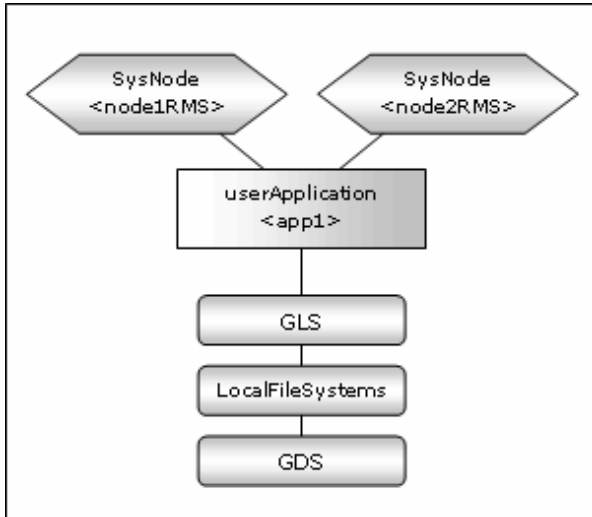 SysNode
<node1RMS>
SysNode
<node2RMS>
userApplication
<app1>
GLS
LocalFileSystems
GDS